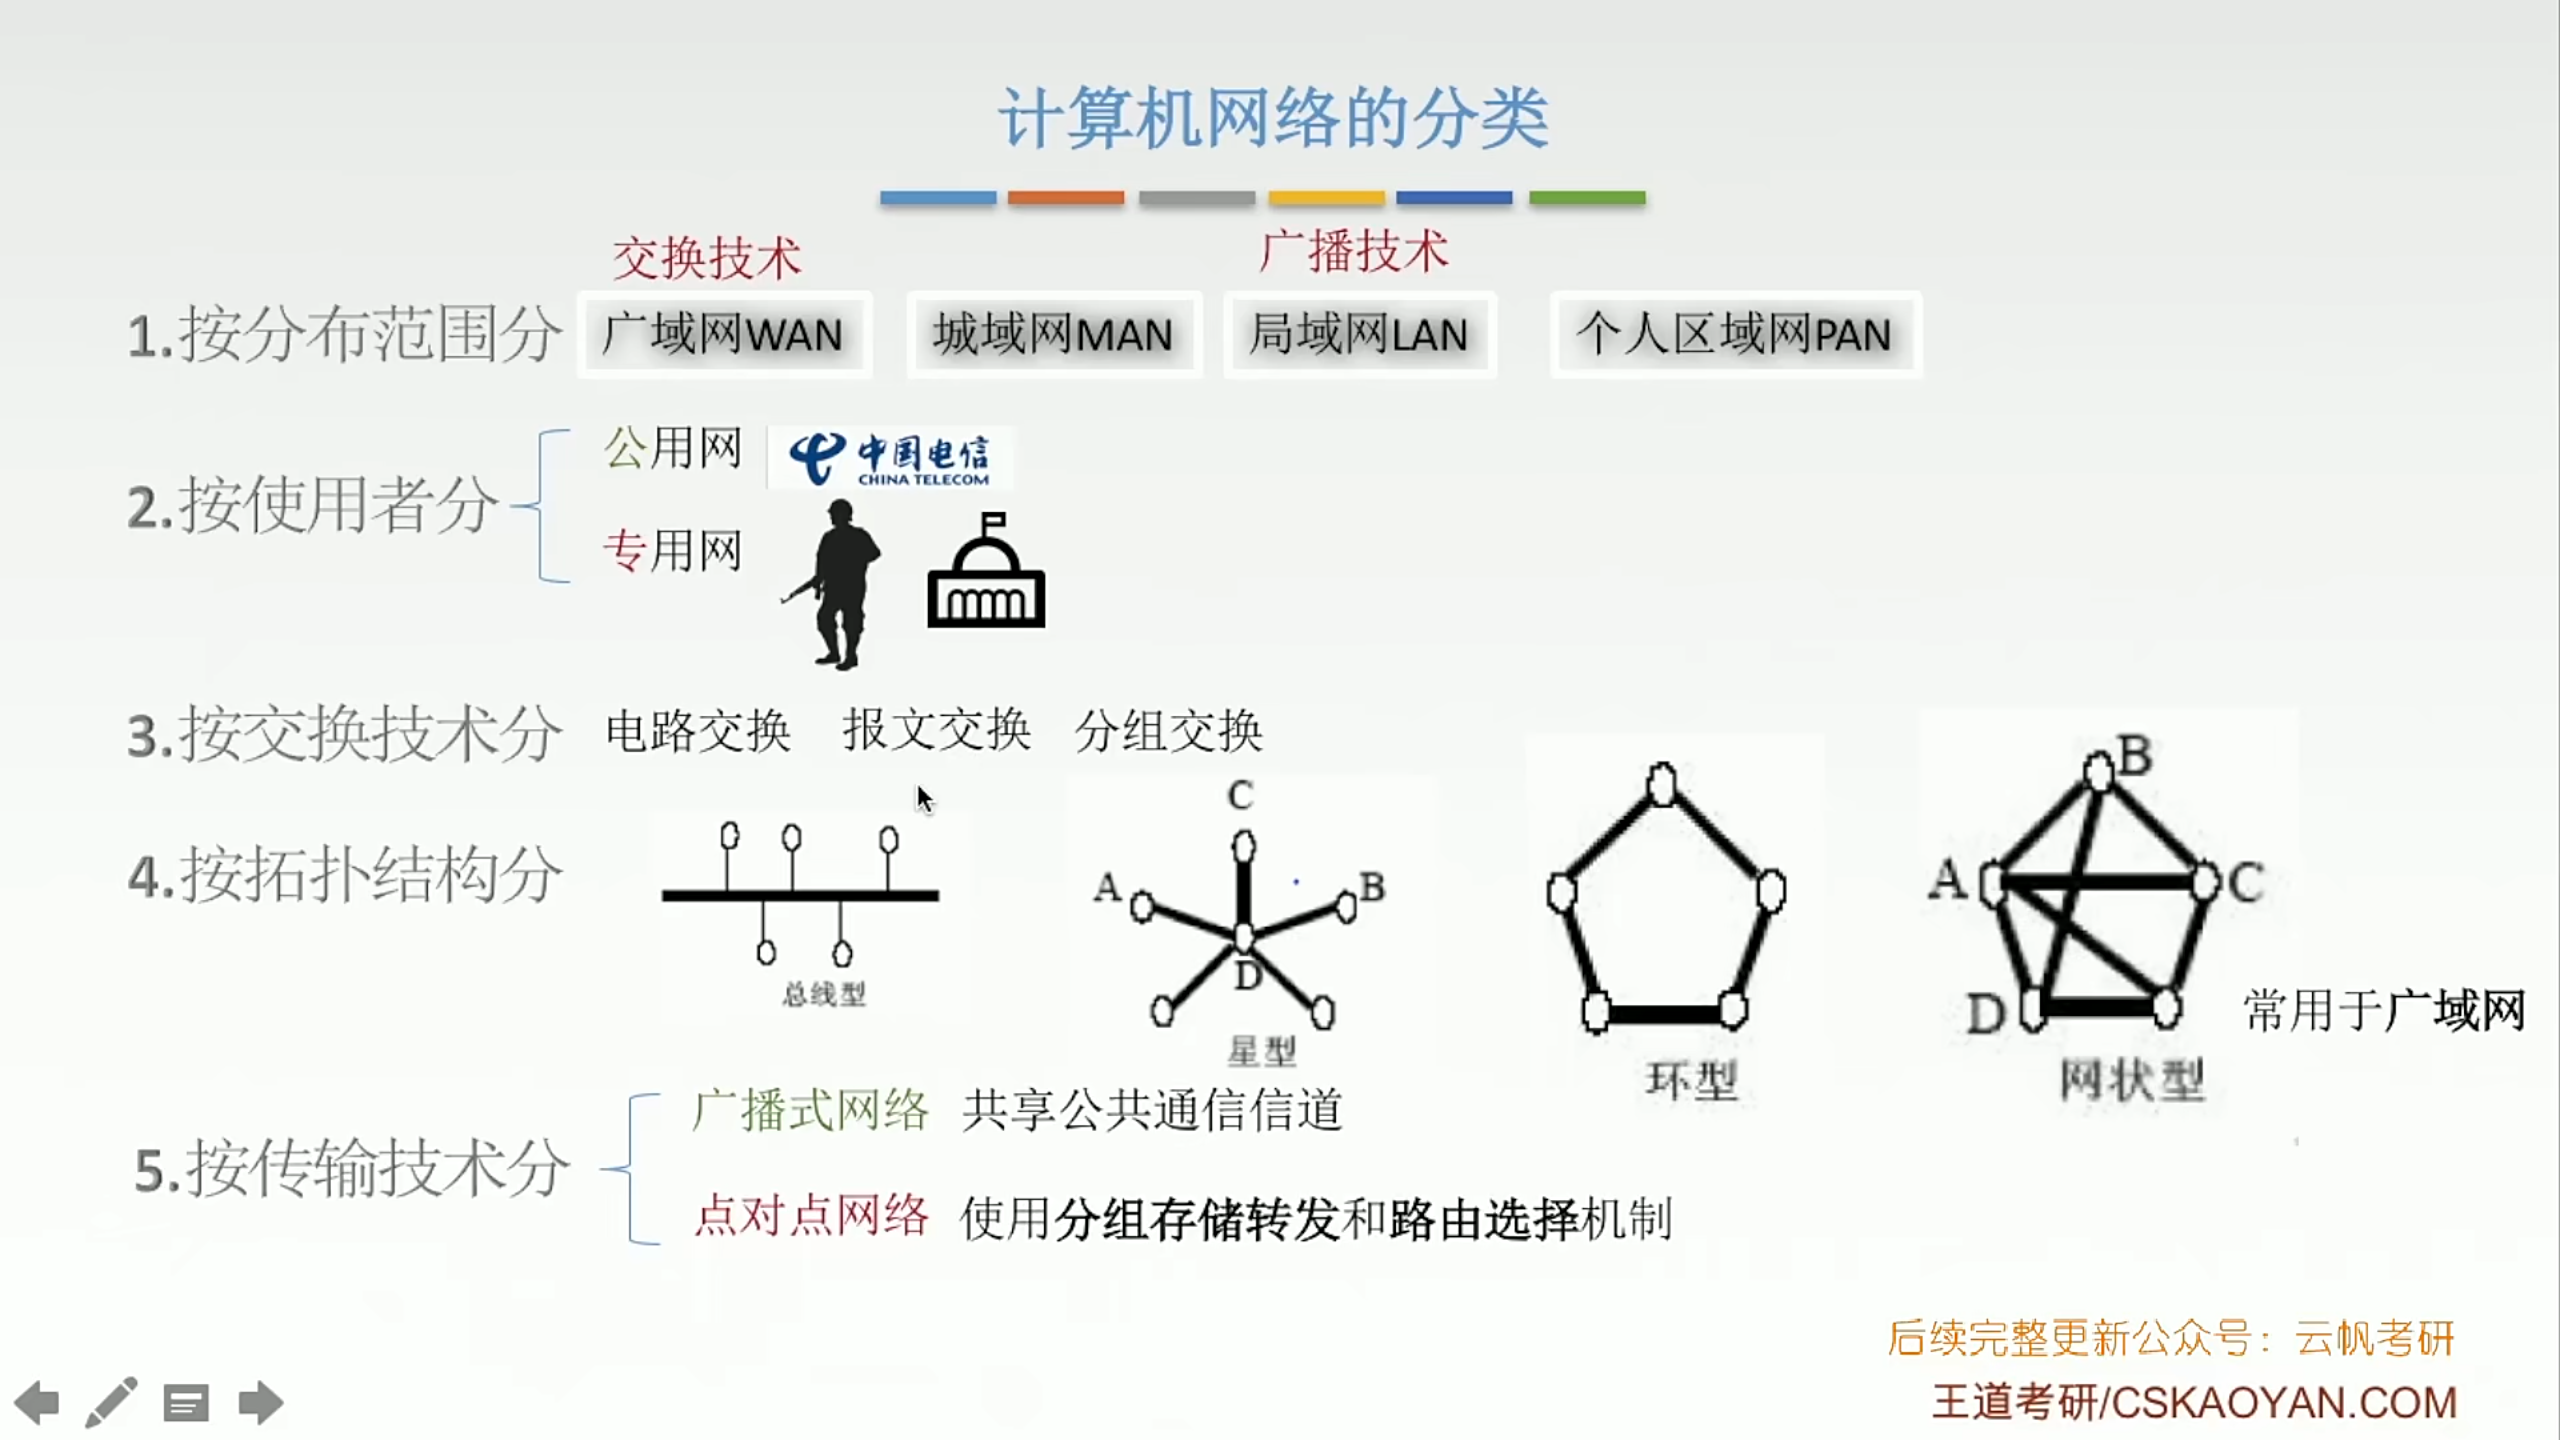 计算机网络的分类
交换技术 广播技术
1.按分布范围分 广域网WAN 城域网MAN 局域网LAN 个人区域网PAN
2.按使用者分
公用网 中国电信
CHINA TELECOM
专用网
3.按交换技术分 电路交换 报文交换 分组交换
4.按拓扑结构分
总线型
C
A B
D
星型
环型
B
A C
D
网状型
常用于广域网
5.按传输技术分
广播式网络 共享公共通信信道
点对点网络 使用分组存储转发和路由选择机制
后续完整更新公众号：云帆考研
王道考研/CSKAOYAN.COM